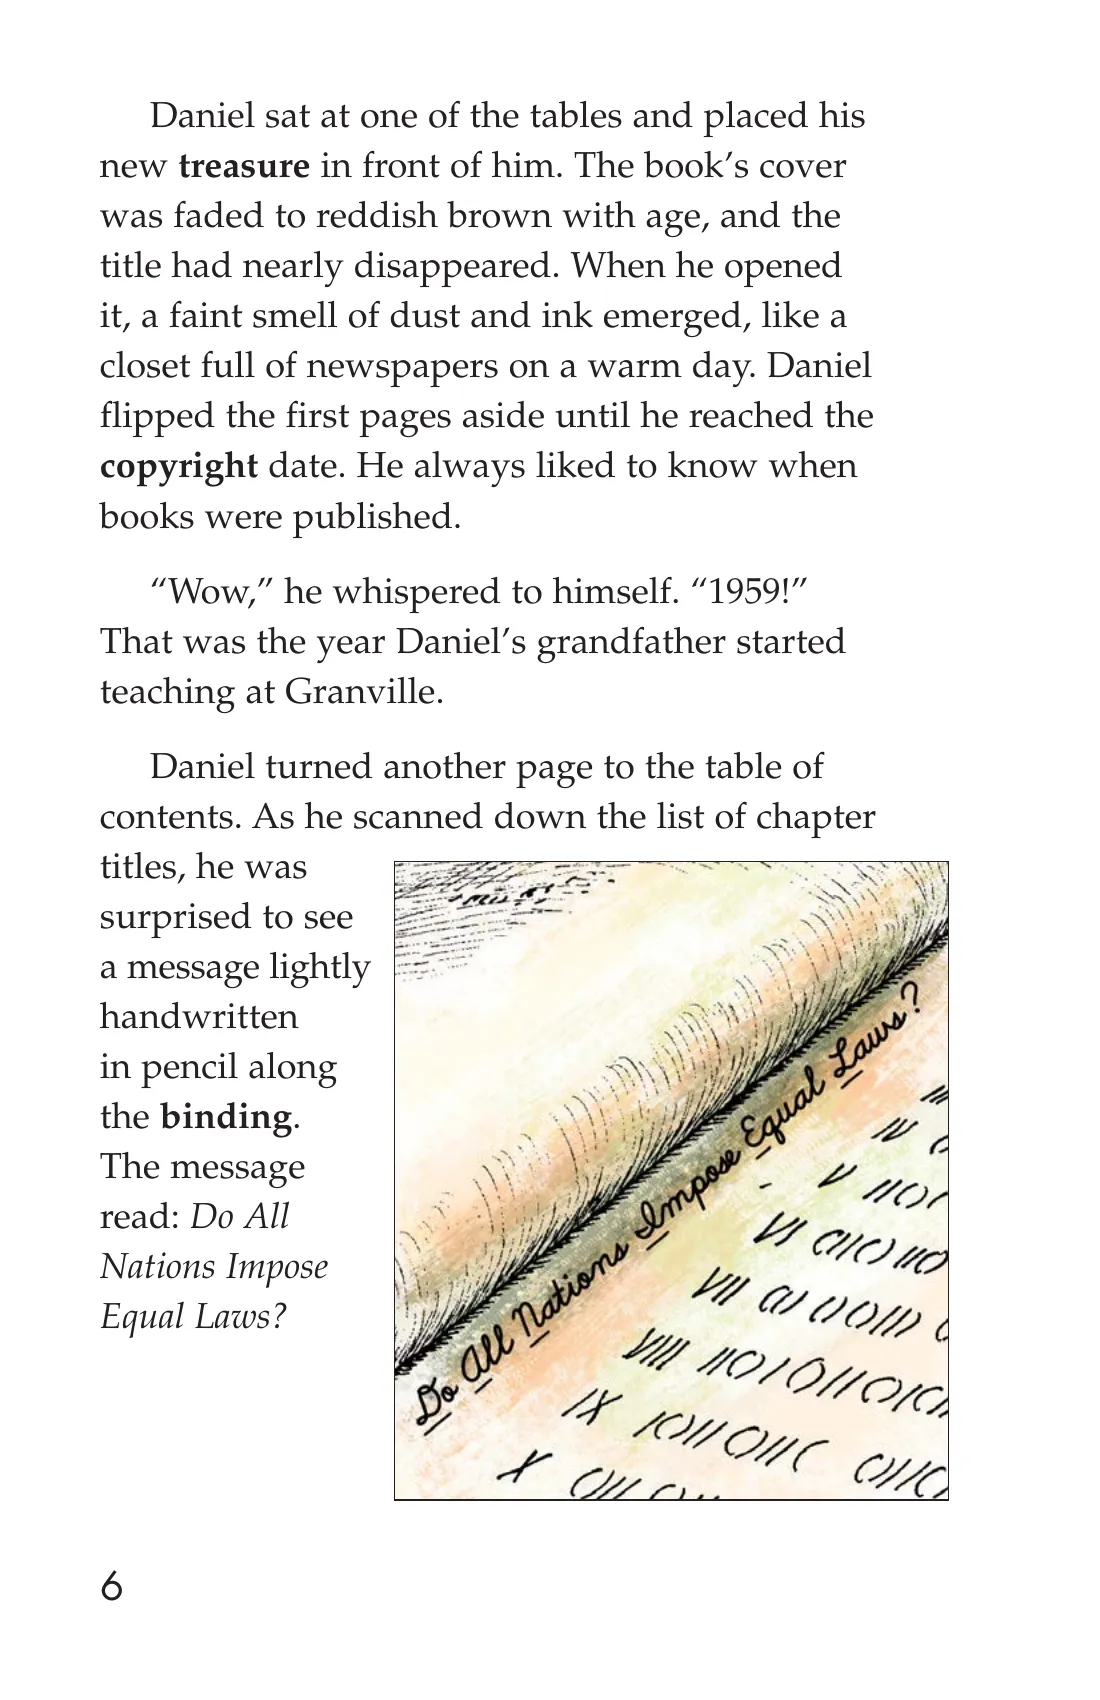 Daniel sat at one of the tables and placed his
new treasure in front of him. The book’s cover
was faded to reddish brown with age, and the
title had nearly disappeared. When he opened
it, a faint smell of dust and ink emerged, like a
closet full of newspapers on a warm day. Daniel
flipped the first pages aside until he reached the
copyright date. He always liked to know when
books were published.
“Wow,” he whispered to himself. “1959!”
That was the year Daniel’s grandfather started
teaching at Granville.
Daniel turned another page to the table of
contents. As he scanned down the list of chapter
titles, he was
surprised to see
a message lightly
handwritten
in pencil along
the binding.
The message
read: Do All
Nations Impose
Equal Laws?
Do All Nations Impose Equal Laws?
IV
V
VI
VII
VIIII
IX
X
6